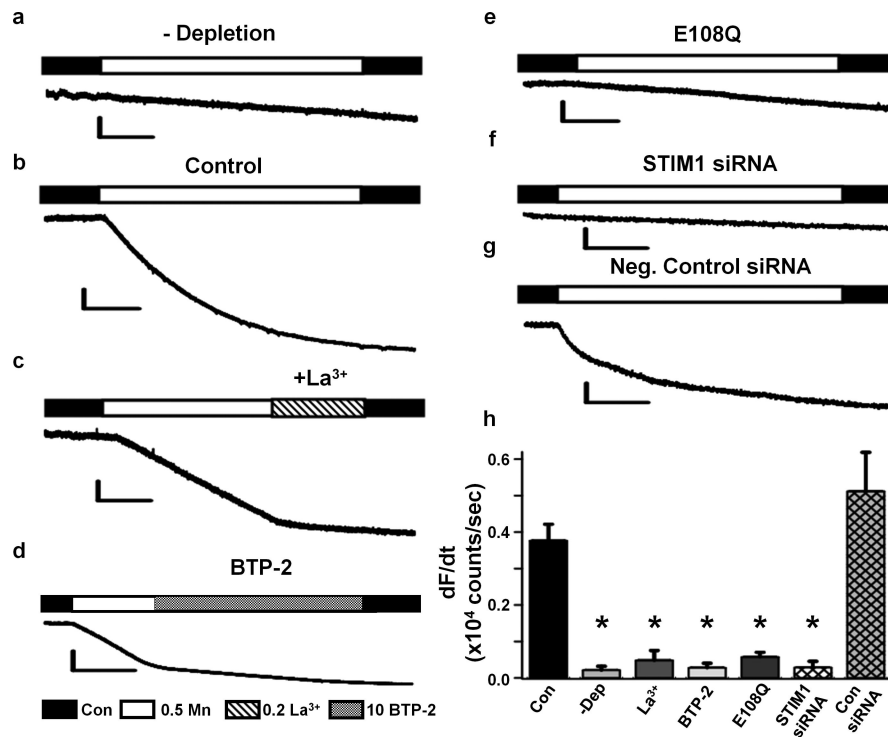 a
- Depletion
b
Control
c
+La³⁺
d
BTP-2
Con
0.5 Mn
0.2 La³⁺
10 BTP-2
e
E108Q
f
STIM1 siRNA
g
Neg. Control siRNA
h
dF/dt
(x10⁴ counts/sec)
0.6
0.4
0.2
0.0
* * * * *
Con
-Dep
La³⁺
BTP-2
E108Q
STIM1
siRNA
Con
siRNA